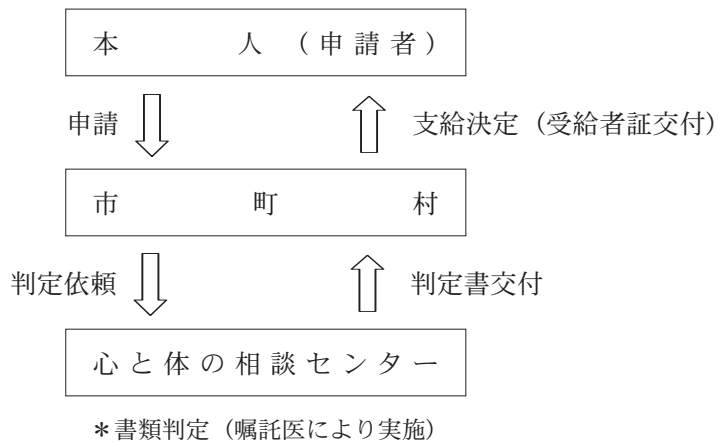 本人（申請者）
申請
支給決定（受給者証交付）
市町村
判定依頼
判定書交付
心と体の相談センター
＊書類判定（嘱託医により実施）